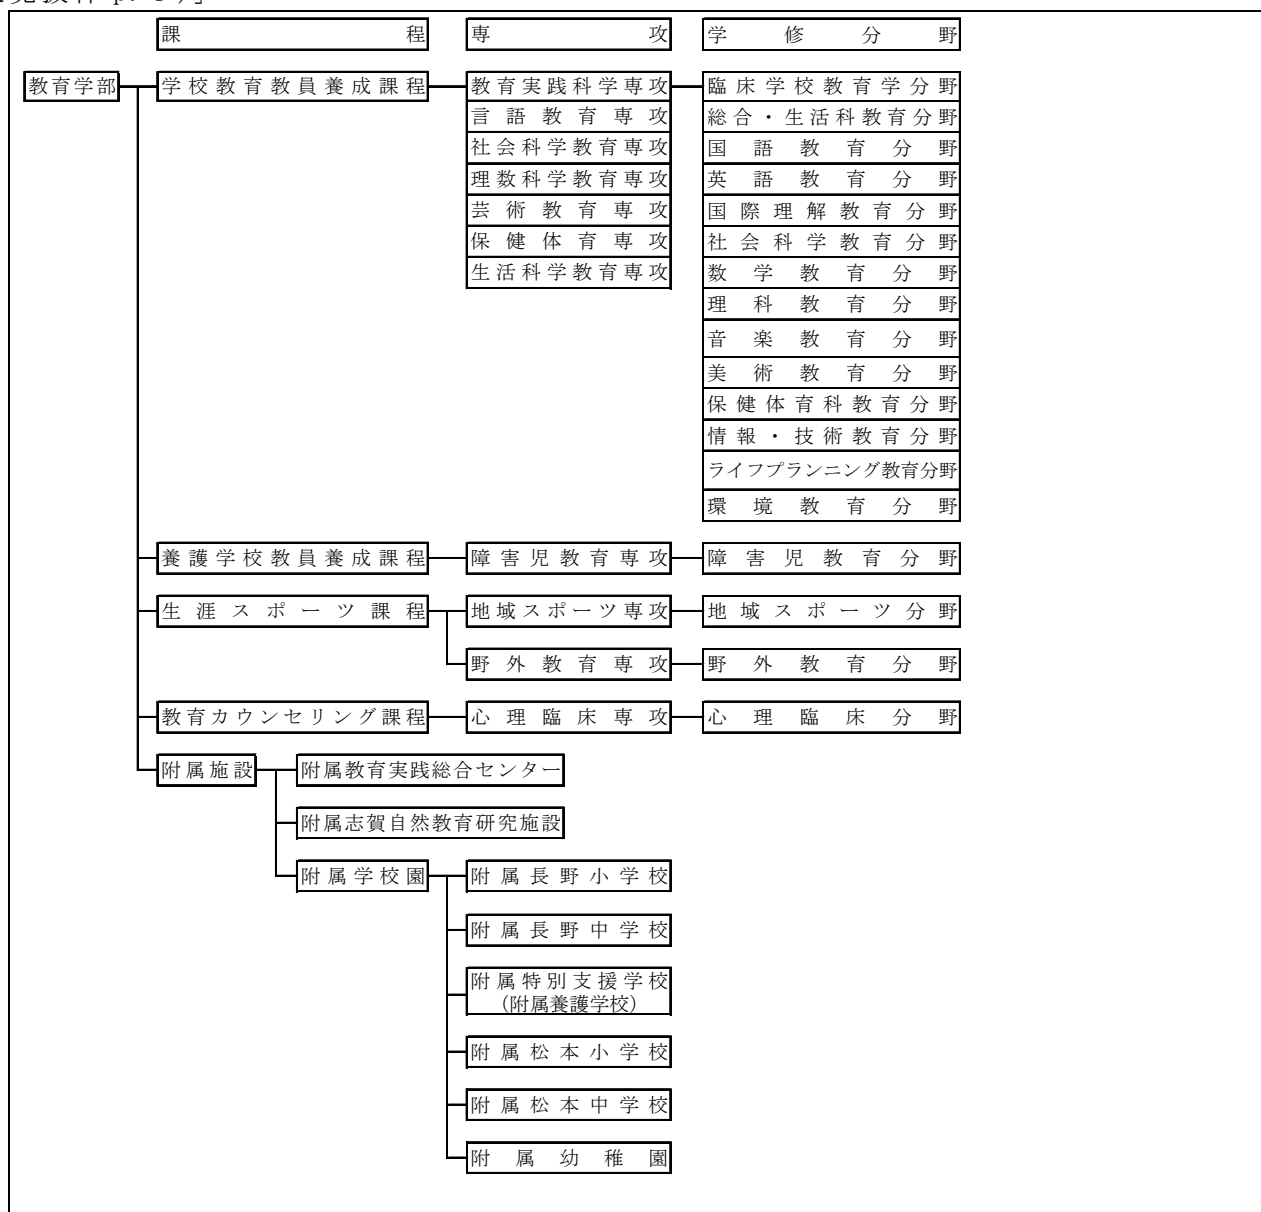 課程 専攻 学修分野
教育学部 学校教育教員養成課程 教育実践科学専攻 臨床学校教育学分野
言語教育専攻 総合・生活科教育分野
社会科学教育専攻 国語教育分野
理数科学教育専攻 英語教育分野
芸術教育専攻 国際理解教育分野
保健体育専攻 社会科学教育分野
生活科学教育専攻 数学教育分野
理科教育分野
音楽教育分野
美術教育分野
保健体育科教育分野
情報・技術教育分野
ライフプランニング教育分野
環境教育分野
養護学校教員養成課程 障害児教育専攻 障害児教育分野
生涯スポーツ課程 地域スポーツ専攻 地域スポーツ分野
野外教育専攻 野外教育分野
教育カウンセリング課程 心理臨床専攻 心理臨床分野
附属施設 附属教育実践総合センター
附属志賀自然教育研究施設
附属学校園 附属長野小学校
附属長野中学校
附属特別支援学校
(附属養護学校)
附属松本小学校
附属松本中学校
附属幼稚園